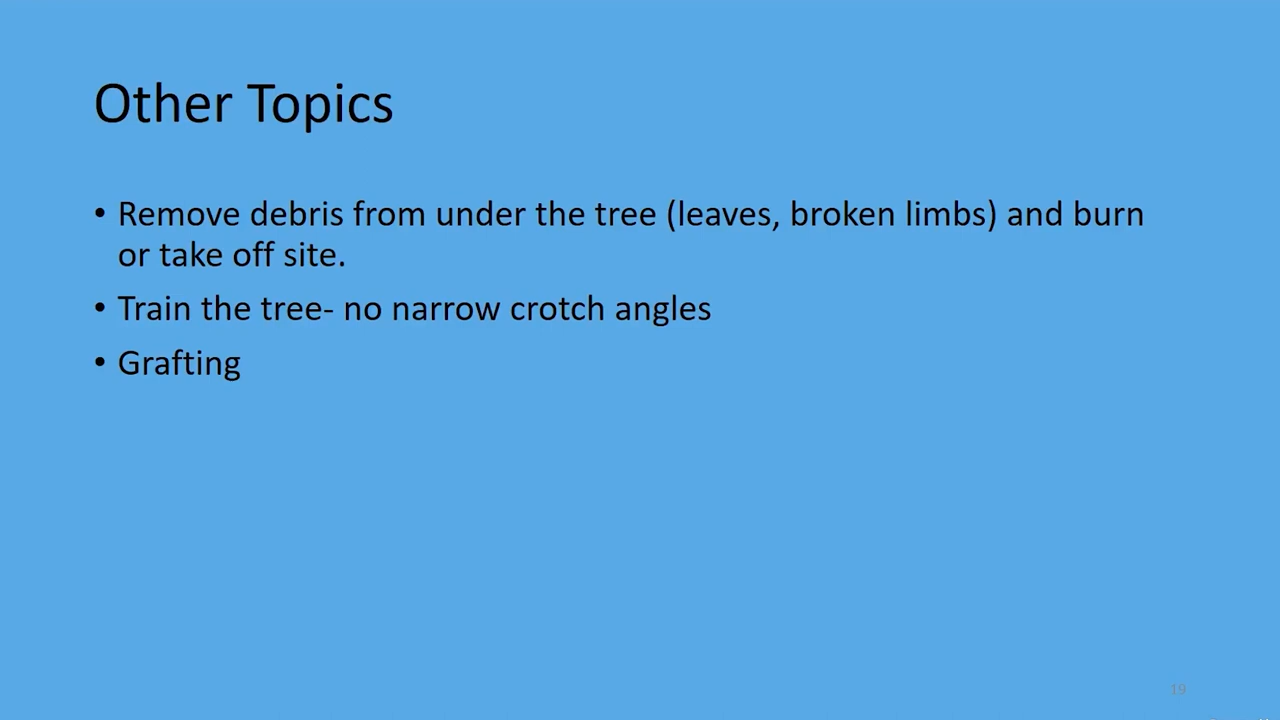 Other Topics
• Remove debris from under the tree (leaves, broken limbs) and burn
or take off site.
• Train the tree- no narrow crotch angles
• Grafting
19